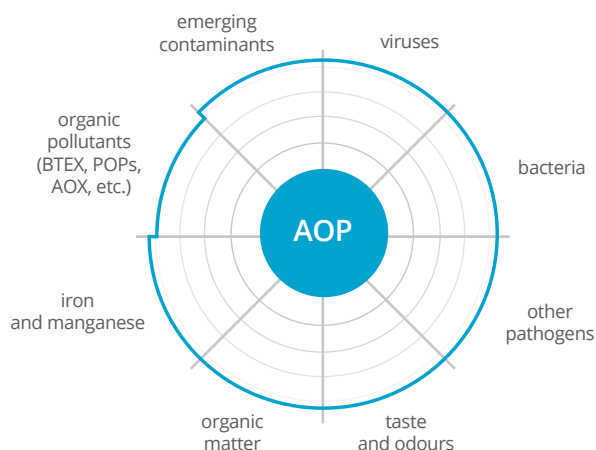 emerging
contaminants
viruses
organic
pollutants
(BTEX, POPs,
AOX, etc.)
bacteria
AOP
iron
and manganese
other
pathogens
organic
matter
taste
and odours